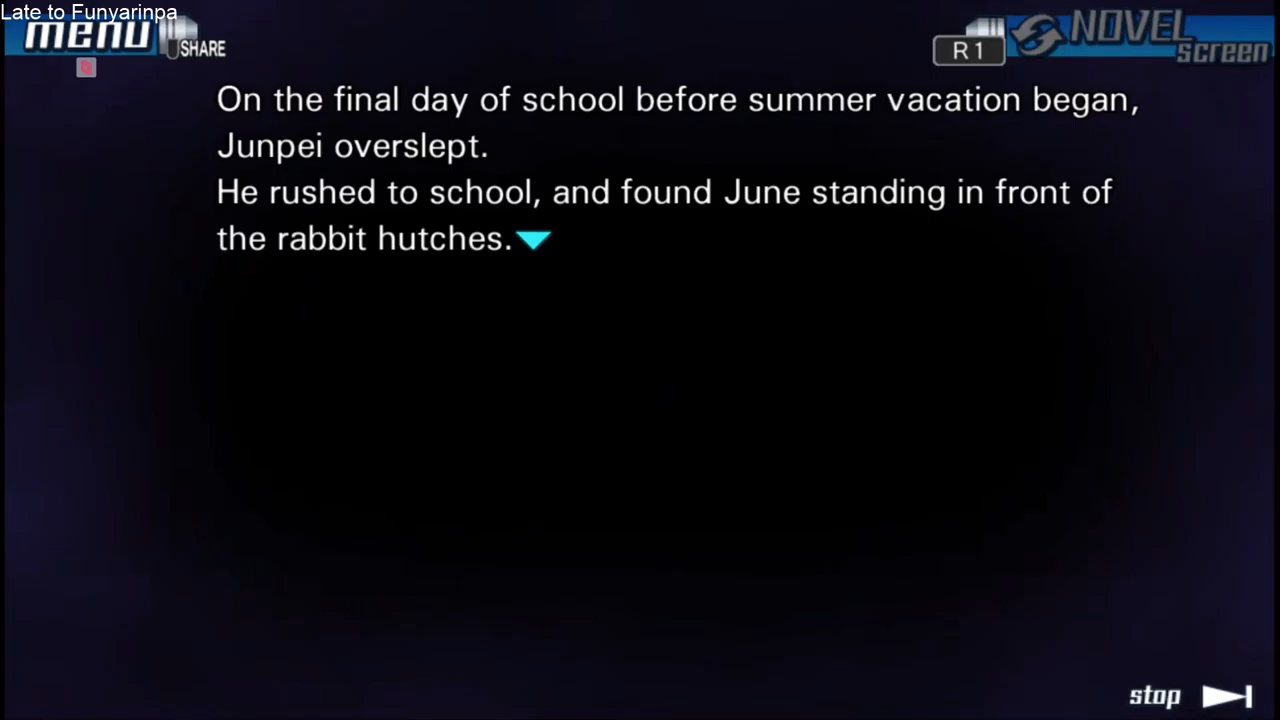 Late to Funyarinpa
menu
SHARE
R1
NOVEL
screen
On the final day of school before summer vacation began,
Junpei overslept.
He rushed to school, and found June standing in front of
the rabbit hutches.
stop